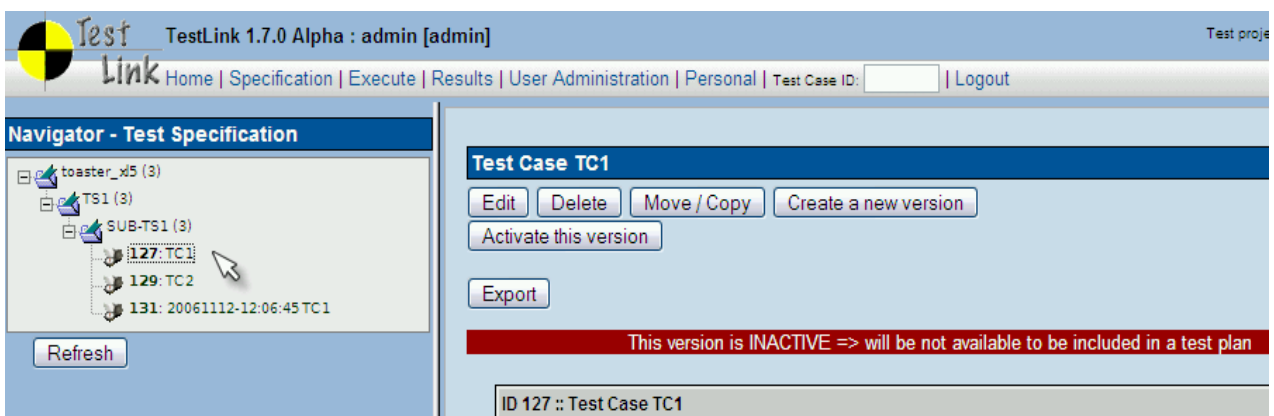 Test Link
TestLink 1.7.0 Alpha : admin [admin]
Test proje
Home | Specification | Execute | Results | User Administration | Personal | Test Case ID: | Logout
Navigator - Test Specification
toaster_xl5 (3)
TS1 (3)
SUB-TS1 (3)
127: TC1
129: TC2
131: 20061112-12:06:45 TC1
Refresh
Test Case TC1
Edit Delete Move / Copy Create a new version
Activate this version
Export
This version is INACTIVE => will be not available to be included in a test plan
ID 127 :: Test Case TC1